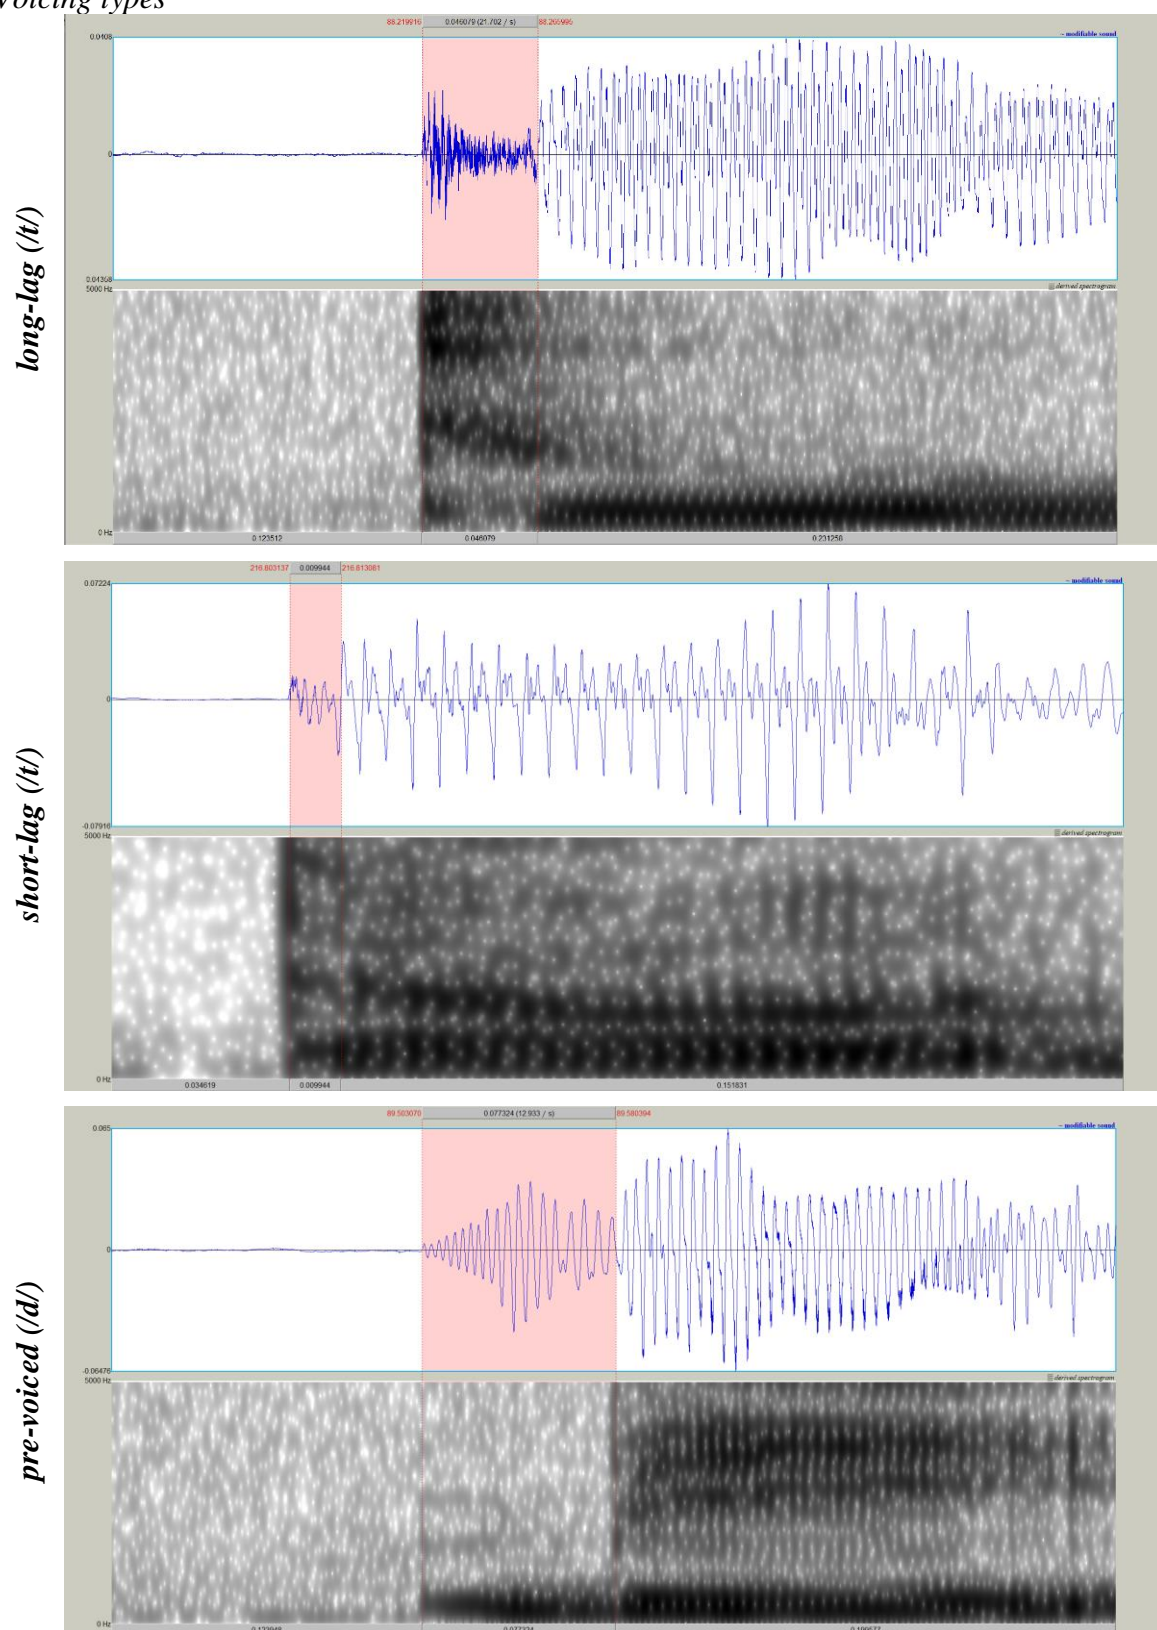 Voicing types
long-lag (/t/)
88.219916 0.046079 (21.702 / s) 88.265995
0.0408
~ modifiable sound
0
0.04358
5000 Hz
derived spectrogram
0 Hz
0.123512 0.046079 0.231258
short-lag (/t/)
216.803137 0.009944 216.813081
0.07224
~ modifiable sound
0
-0.07916
5000 Hz
derived spectrogram
0 Hz
0.034619 0.009944 0.151831
pre-voiced (/d/)
89.503070 0.077324 (12.933 / s) 89.580394
0.065
~ modifiable sound
0
-0.06476
5000 Hz
derived spectrogram
0 Hz
0.077324